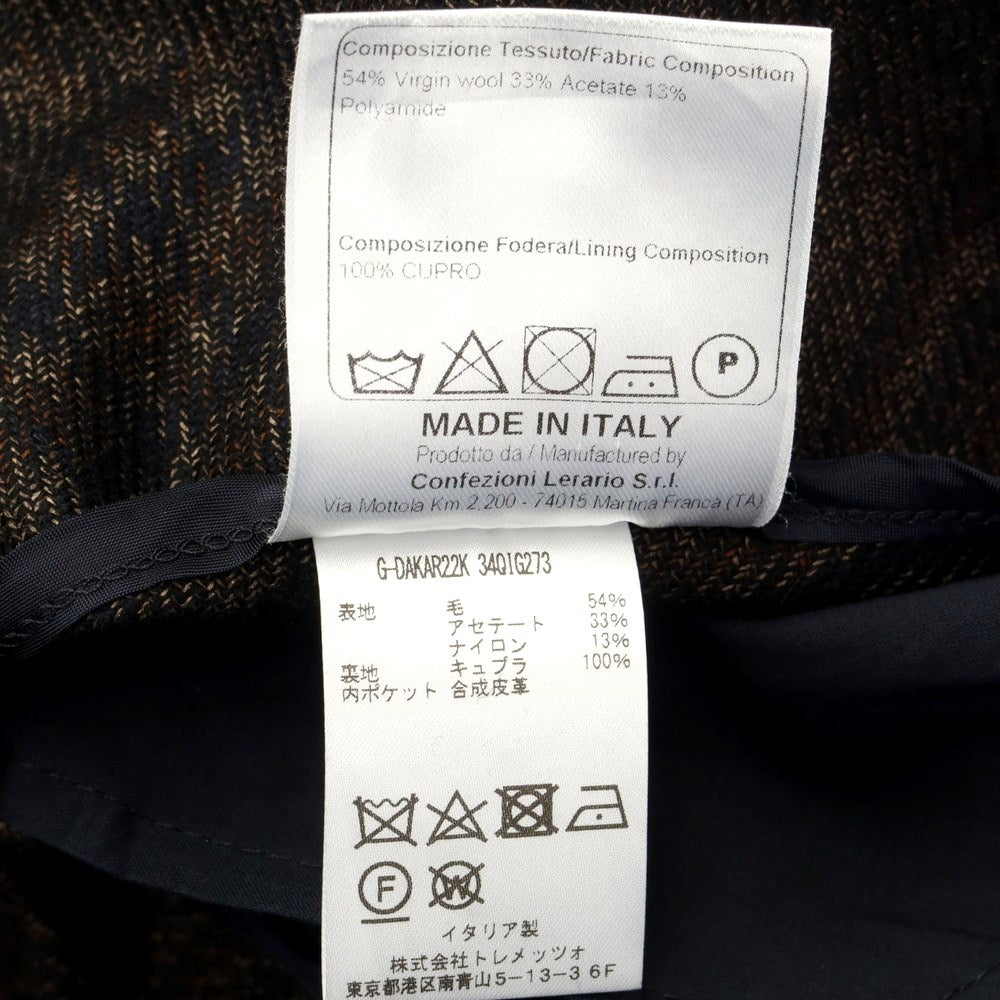 Composizione Tessuto/Fabric Composition
54% Virgin wool 33% Acetate 13%
Polyamide
Composizione Fodera/Lining Composition
100% CUPRO
P
MADE IN ITALY
Prodotto da / Manufactured by
Confezioni Lerario S.r.l.
Via Mottola Km 2,200 - 74015 Martina Franca (TA)
G-DAKAR22K 34QIG273
表地 毛 54%
アセテート 33%
ナイロン 13%
裏地 キュプラ 100%
内ポケット 合成皮革
F W
イタリア製
株式会社トレメッツォ
東京都港区南青山5-13-3 6F